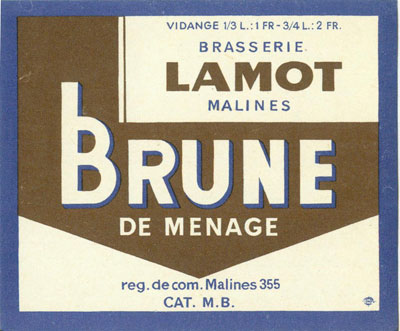 VIDANGE 1/3 L.: 1 FR - 3/4 L.: 2 FR.
BRASSERIE
LAMOT
MALINES
BRUNE
DE MENAGE
reg. de com. Malines 355
CAT. M.B.